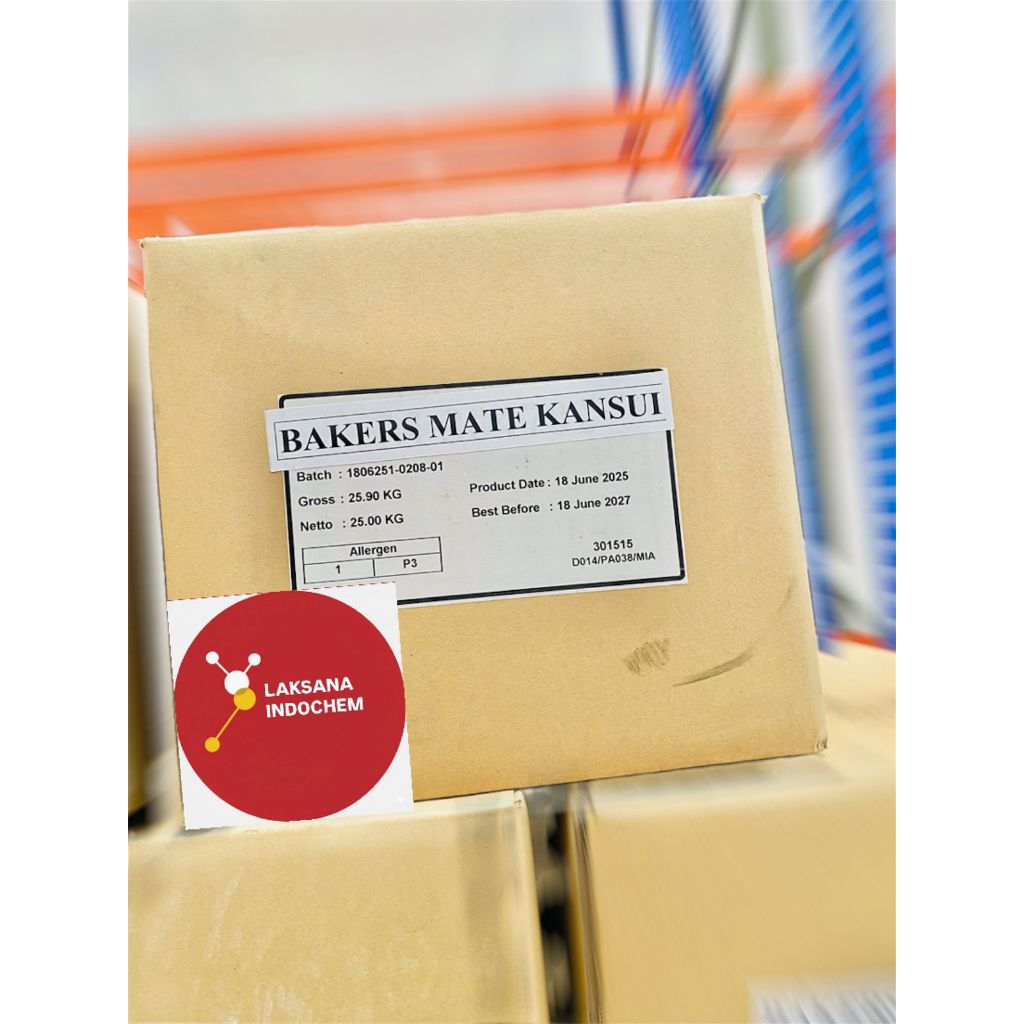 BAKERS MATE KANSUI
Batch : 1806251-0208-01
Gross : 25.90 KG
Netto : 25.00 KG
Product Date : 18 June 2025
Best Before : 18 June 2027
Allergen
1 P3
301515
D014/PA038/MIA
LAKSANA
INDOCHEM